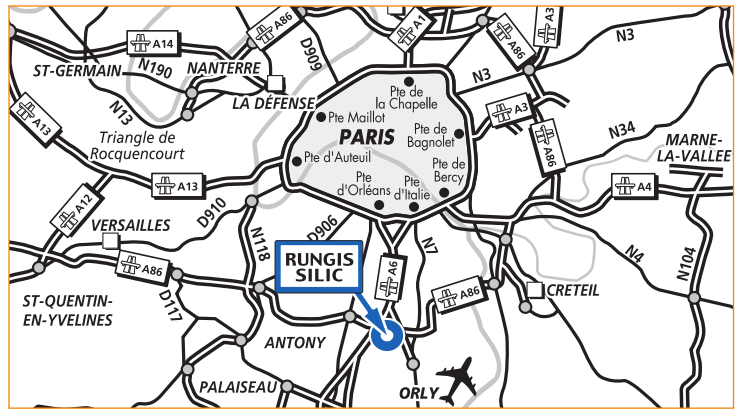 A86
A1
A3
A14
D909
A86
N3
ST-GERMAIN
N190
NANTERRE
N3
Pte de
la Chapelle
LA DÉFENSE
N13
A13
Pte Maillot
PARIS
Pte de
Bagnolet
A3
A86
N34
MARNE-
LA-VALLEE
Triangle de
Rocquencourt
Pte d'Auteuil
Pte
d'Orléans
Pte
d'Italie
Pte de
Bercy
A13
A4
A12
D910
VERSAILLES
N118
D906
N7
N4
N104
RUNGIS
SILIC
A86
A6
A86
CRETEIL
D117
ST-QUENTIN-
EN-YVELINES
ANTONY
PALAISEAU
ORLY